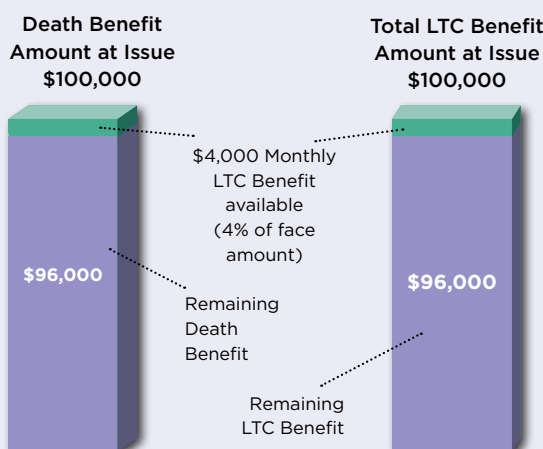 Death Benefit
Amount at Issue
$100,000
Total LTC Benefit
Amount at Issue
$100,000
$4,000 Monthly
LTC Benefit
available
(4% of face
amount)
$96,000
Remaining
Death
Benefit
$96,000
Remaining
LTC Benefit